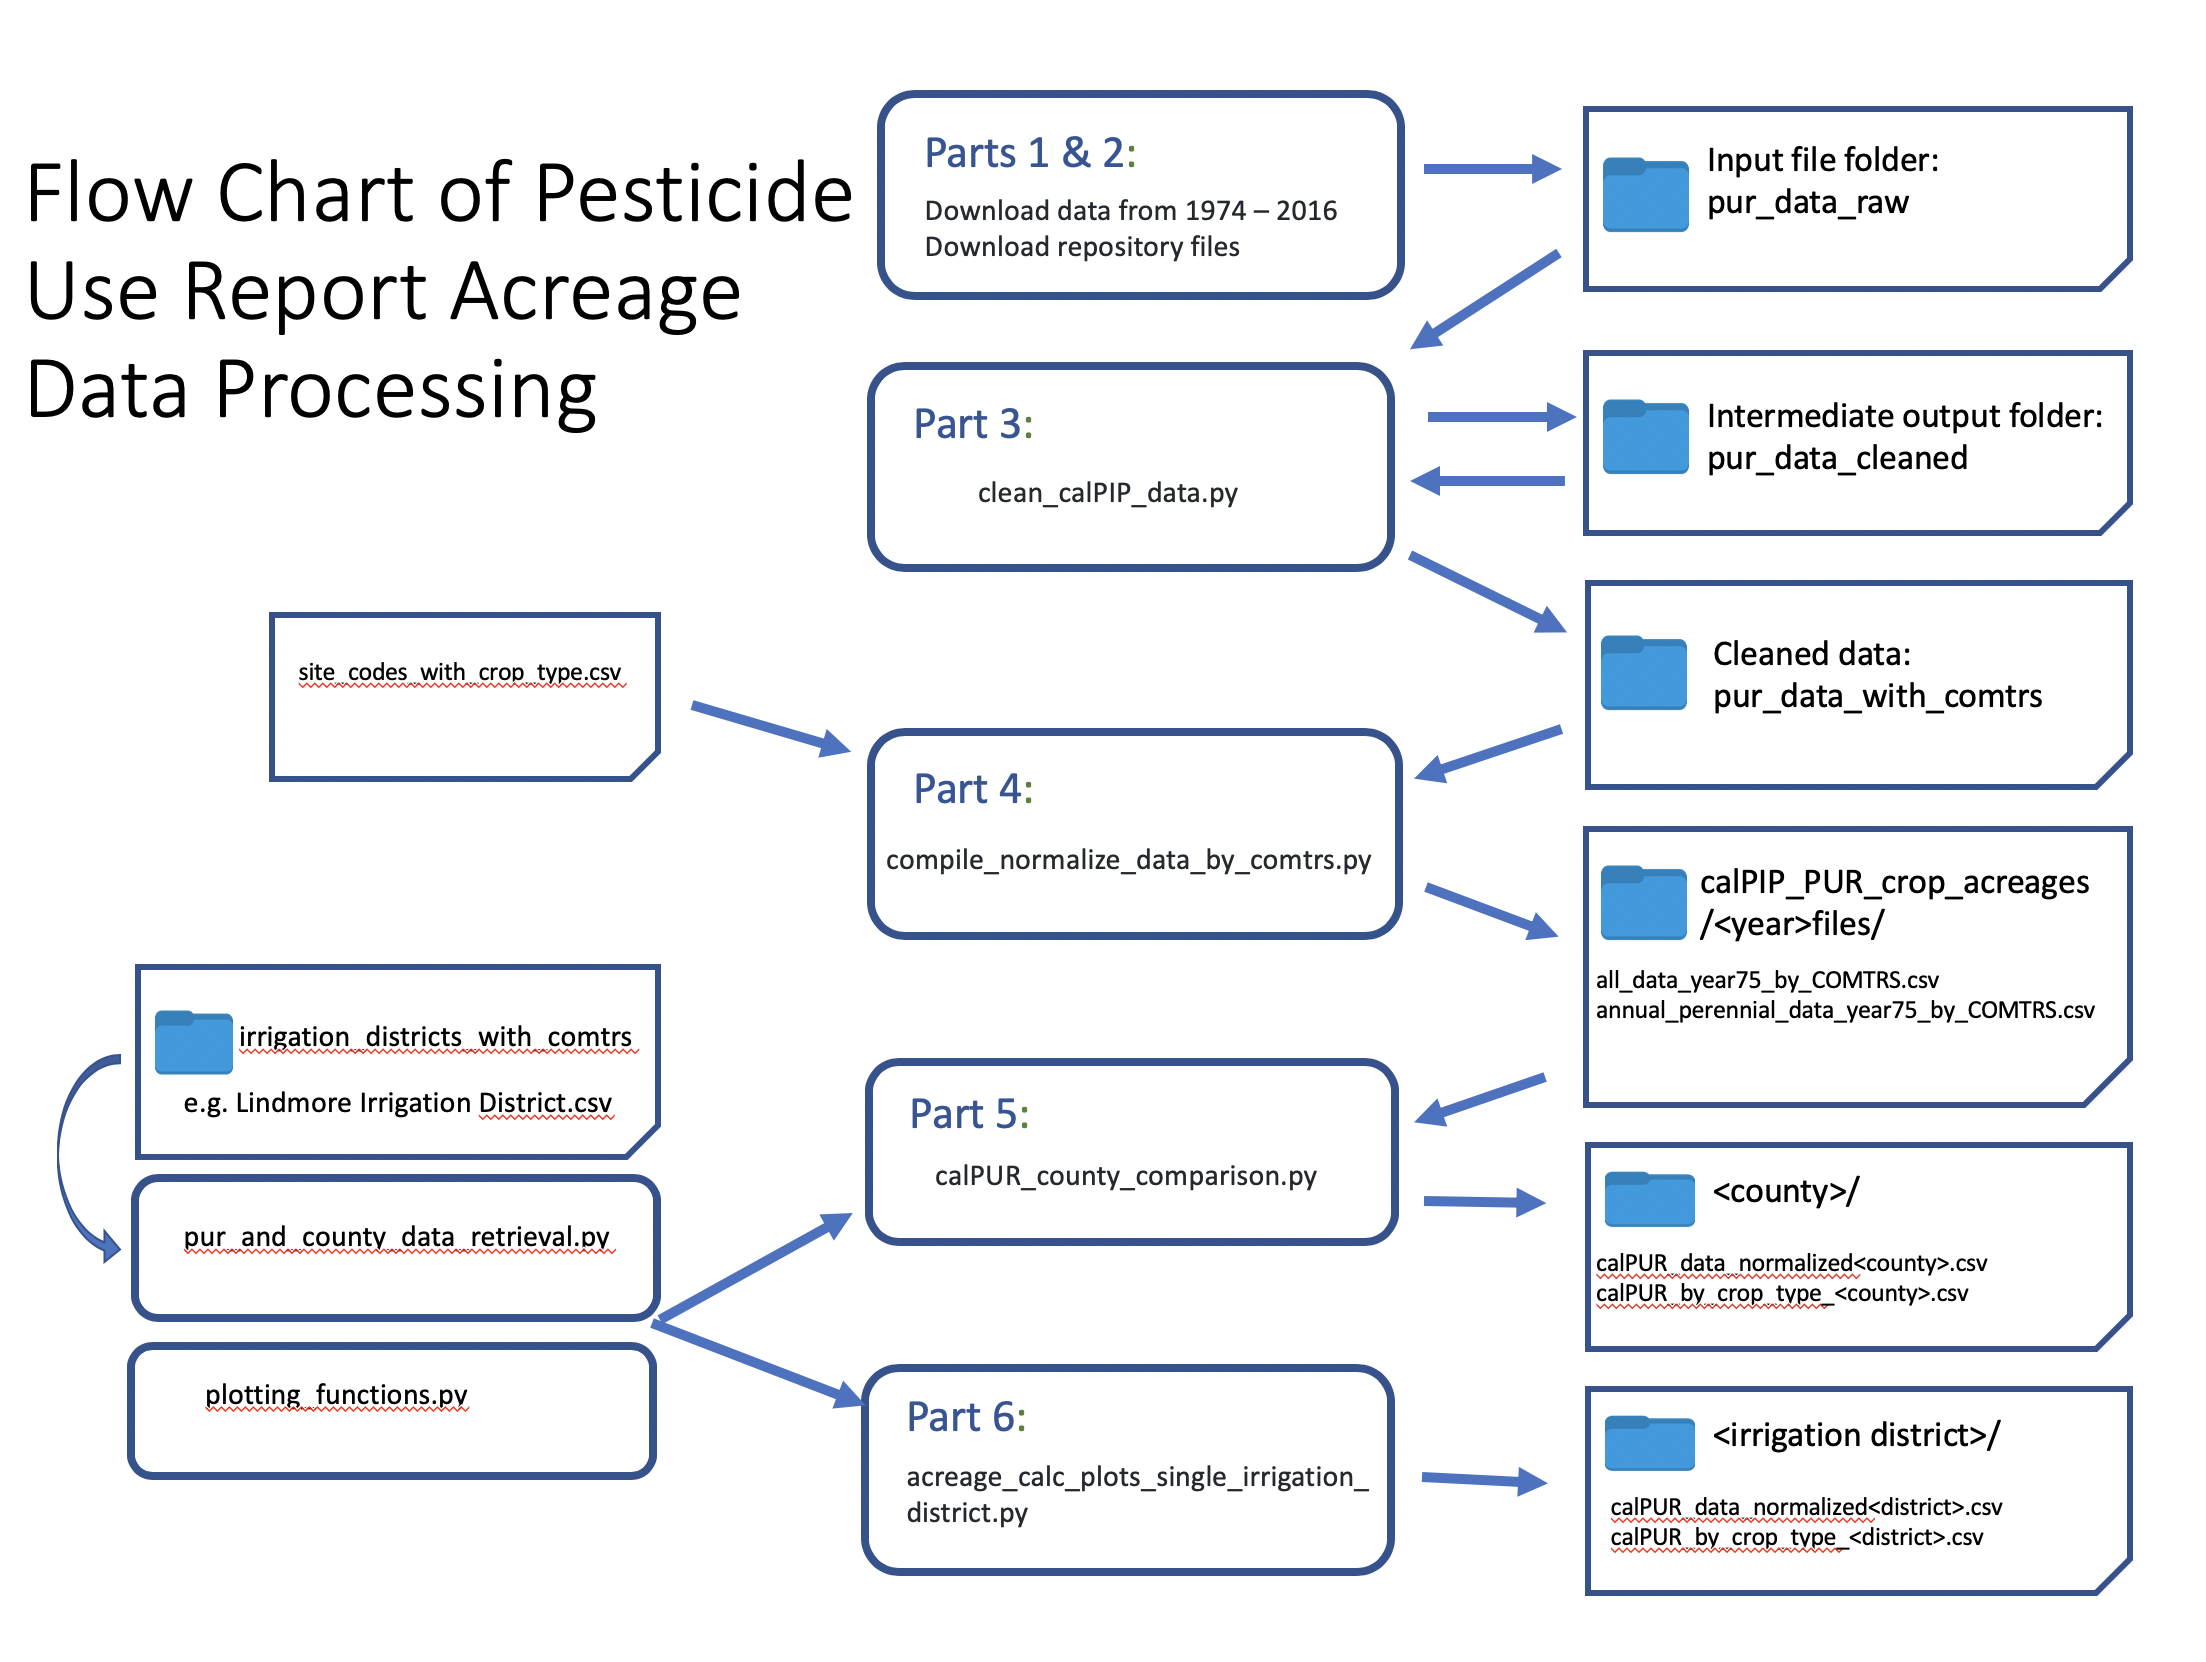 Flow Chart of Pesticide
Use Report Acreage
Data Processing
Parts 1 & 2:
Download data from 1974 – 2016
Download repository files
Input file folder:
pur_data_raw
Part 3:
clean_calPIP_data.py
Intermediate output folder:
pur_data_cleaned
Cleaned data:
pur_data_with_comtrs
site_codes_with_crop_type.csv
Part 4:
compile_normalize_data_by_comtrs.py
calPIP_PUR_crop_acreages
/<year>files/
all_data_year75_by_COMTRS.csv
annual_perennial_data_year75_by_COMTRS.csv
irrigation_districts_with_comtrs
e.g. Lindmore Irrigation District.csv
pur_and_county_data_retrieval.py
plotting_functions.py
Part 5:
calPUR_county_comparison.py
<county>/
calPUR_data_normalized<county>.csv
calPUR_by_crop_type_<county>.csv
Part 6:
acreage_calc_plots_single_irrigation_
district.py
<irrigation district>/
calPUR_data_normalized<district>.csv
calPUR_by_crop_type_<district>.csv